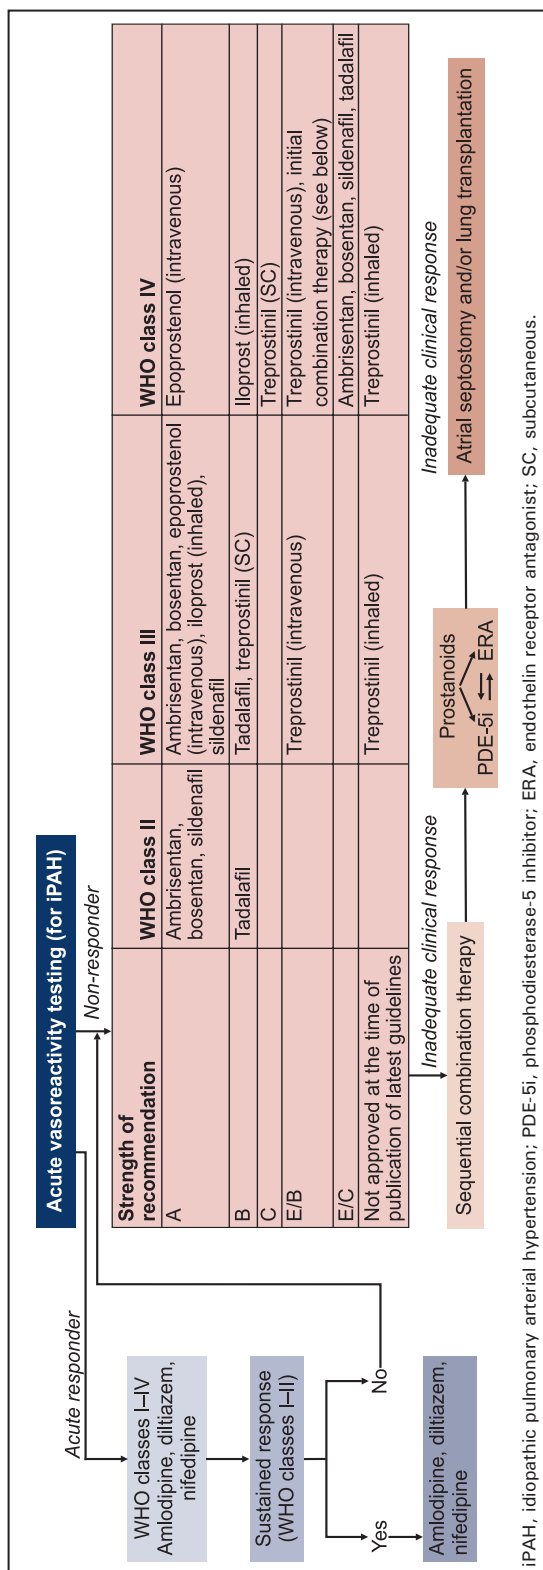 Acute vasoreactivity testing (for iPAH)
Acute responder
Non-responder
WHO classes I–IV
Amlodipine, diltiazem,
nifedipine
Sustained response
(WHO classes I–II)
Yes
No
Amlodipine, diltiazem,
nifedipine
Strength of
recommendation
WHO class II
WHO class III
WHO class IV
A
Ambrisentan,
bosentan, sildenafil
Ambrisentan, bosentan, epoprostenol
(intravenous), iloprost (inhaled),
sildenafil
Epoprostenol (intravenous)
B
Tadalafil
Tadalafil, treprostinil (SC)
Iloprost (inhaled)
C
Treprostinil (SC)
E/B
Treprostinil (intravenous)
Treprostinil (intravenous), initial
combination therapy (see below)
E/C
Ambrisentan, bosentan, sildenafil, tadalafil
Not approved at the time of
publication of latest guidelines
Treprostinil (inhaled)
Treprostinil (inhaled)
Inadequate clinical response
Sequential combination therapy
Prostanoids
PDE-5i
ERA
Inadequate clinical response
Atrial septostomy and/or lung transplantation
iPAH, idiopathic pulmonary arterial hypertension; PDE-5i, phosphodiesterase-5 inhibitor; ERA, endothelin receptor antagonist; SC, subcutaneous.